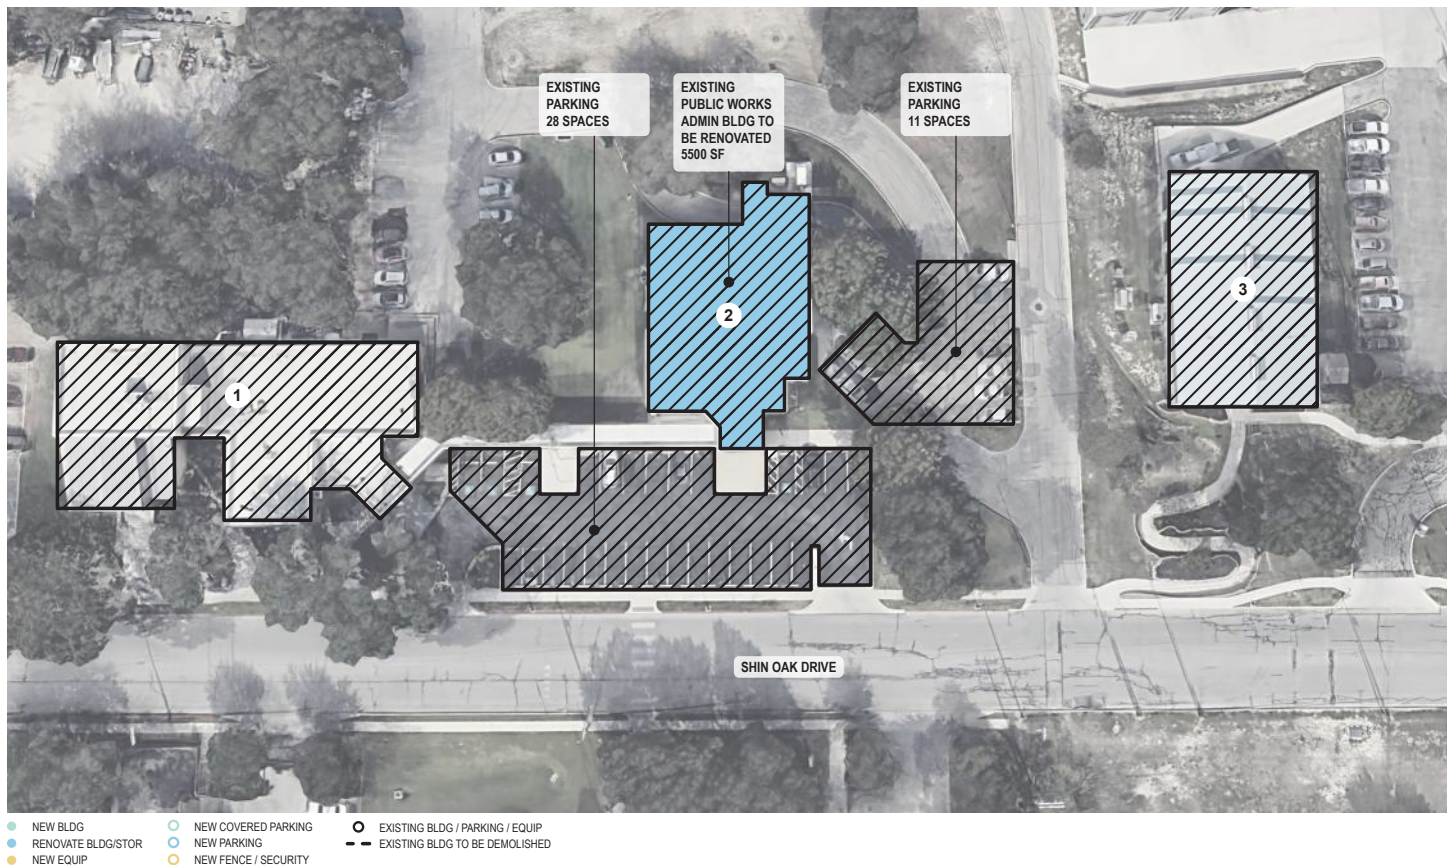 EXISTING
PARKING
28 SPACES
EXISTING
PUBLIC WORKS
ADMIN BLDG TO
BE RENOVATED
5500 SF
EXISTING
PARKING
11 SPACES
1
2
3
SHIN OAK DRIVE
NEW BLDG
RENOVATE BLDG/STOR
NEW EQUIP
NEW COVERED PARKING
NEW PARKING
NEW FENCE / SECURITY
EXISTING BLDG / PARKING / EQUIP
EXISTING BLDG TO BE DEMOLISHED